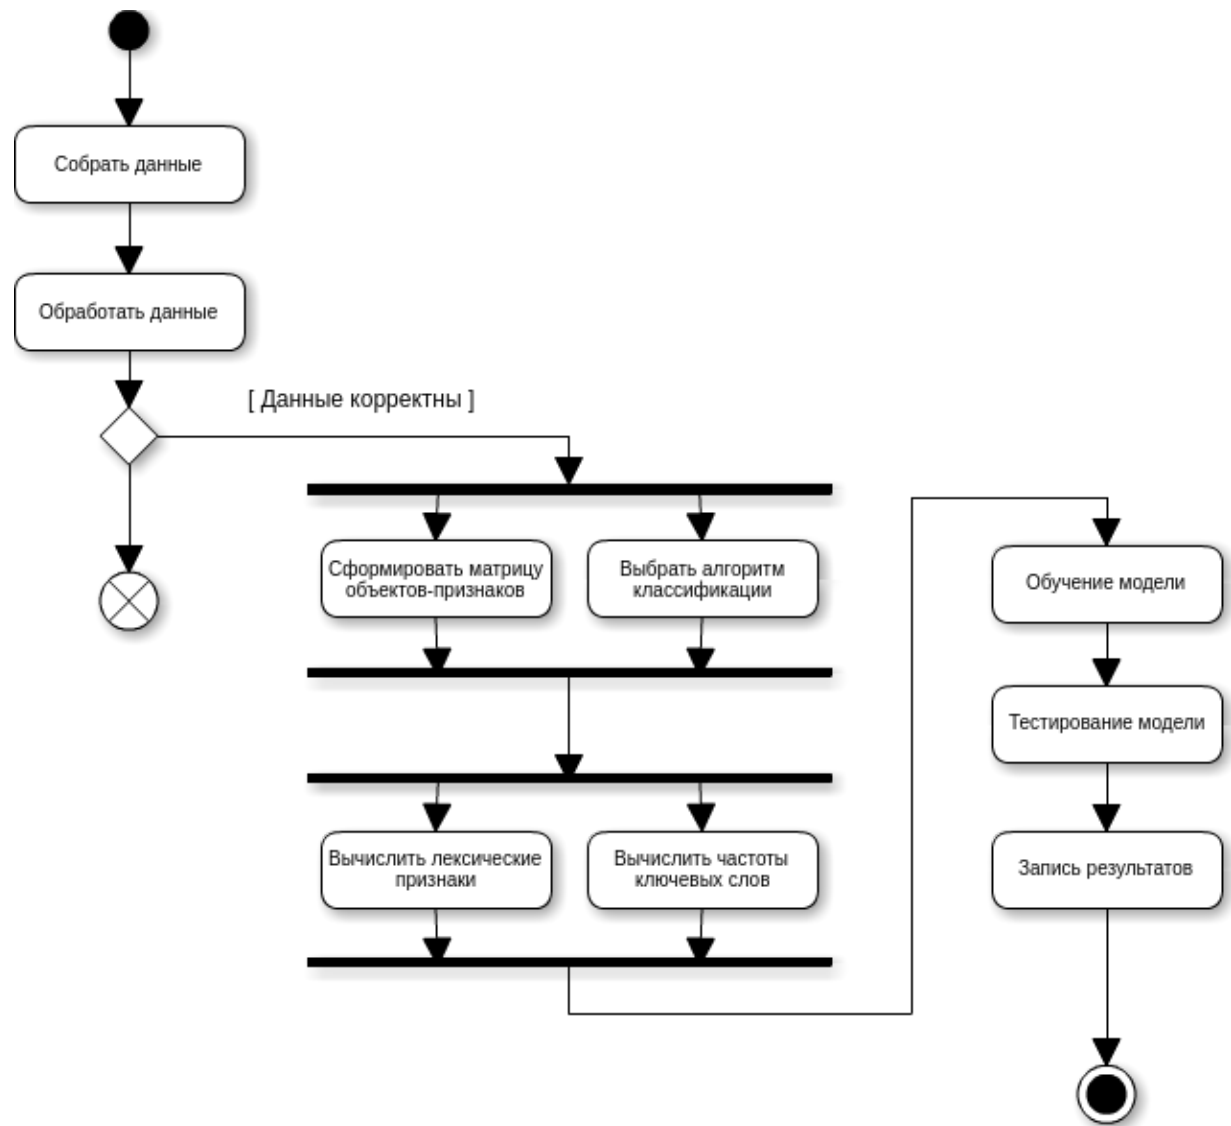 Собрать данные
Обработать данные
[ Данные корректны ]
Сформировать матрицу
объектов-признаков
Выбрать алгоритм
классификации
Вычислить лексические
признаки
Вычислить частоты
ключевых слов
Обучение модели
Тестирование модели
Запись результатов